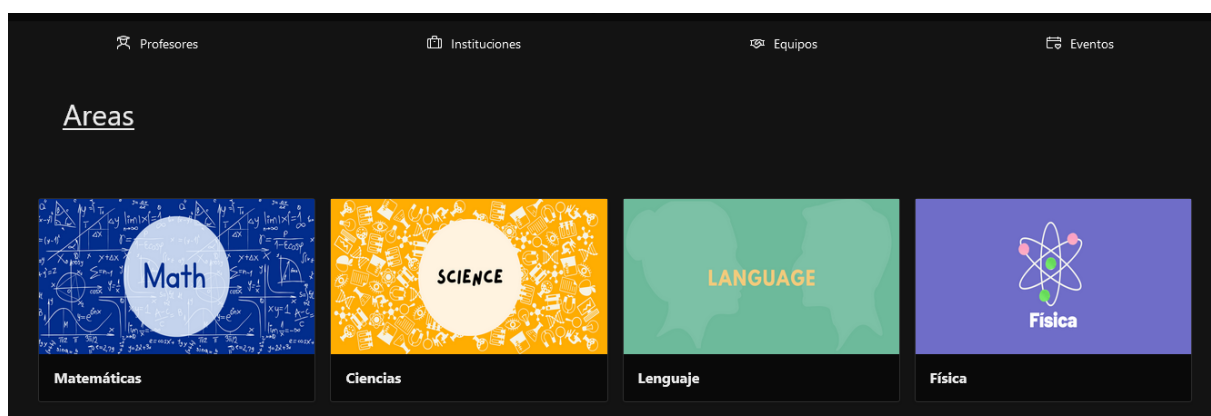 Profesores Instituciones Equipos Eventos
Areas
Math
SCIENCE
LANGUAGE
Física
Matemáticas Ciencias Lenguaje Física